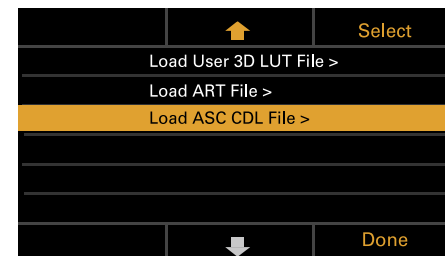 Select
Load User 3D LUT File >
Load ART File >
Load ASC CDL File >
Done